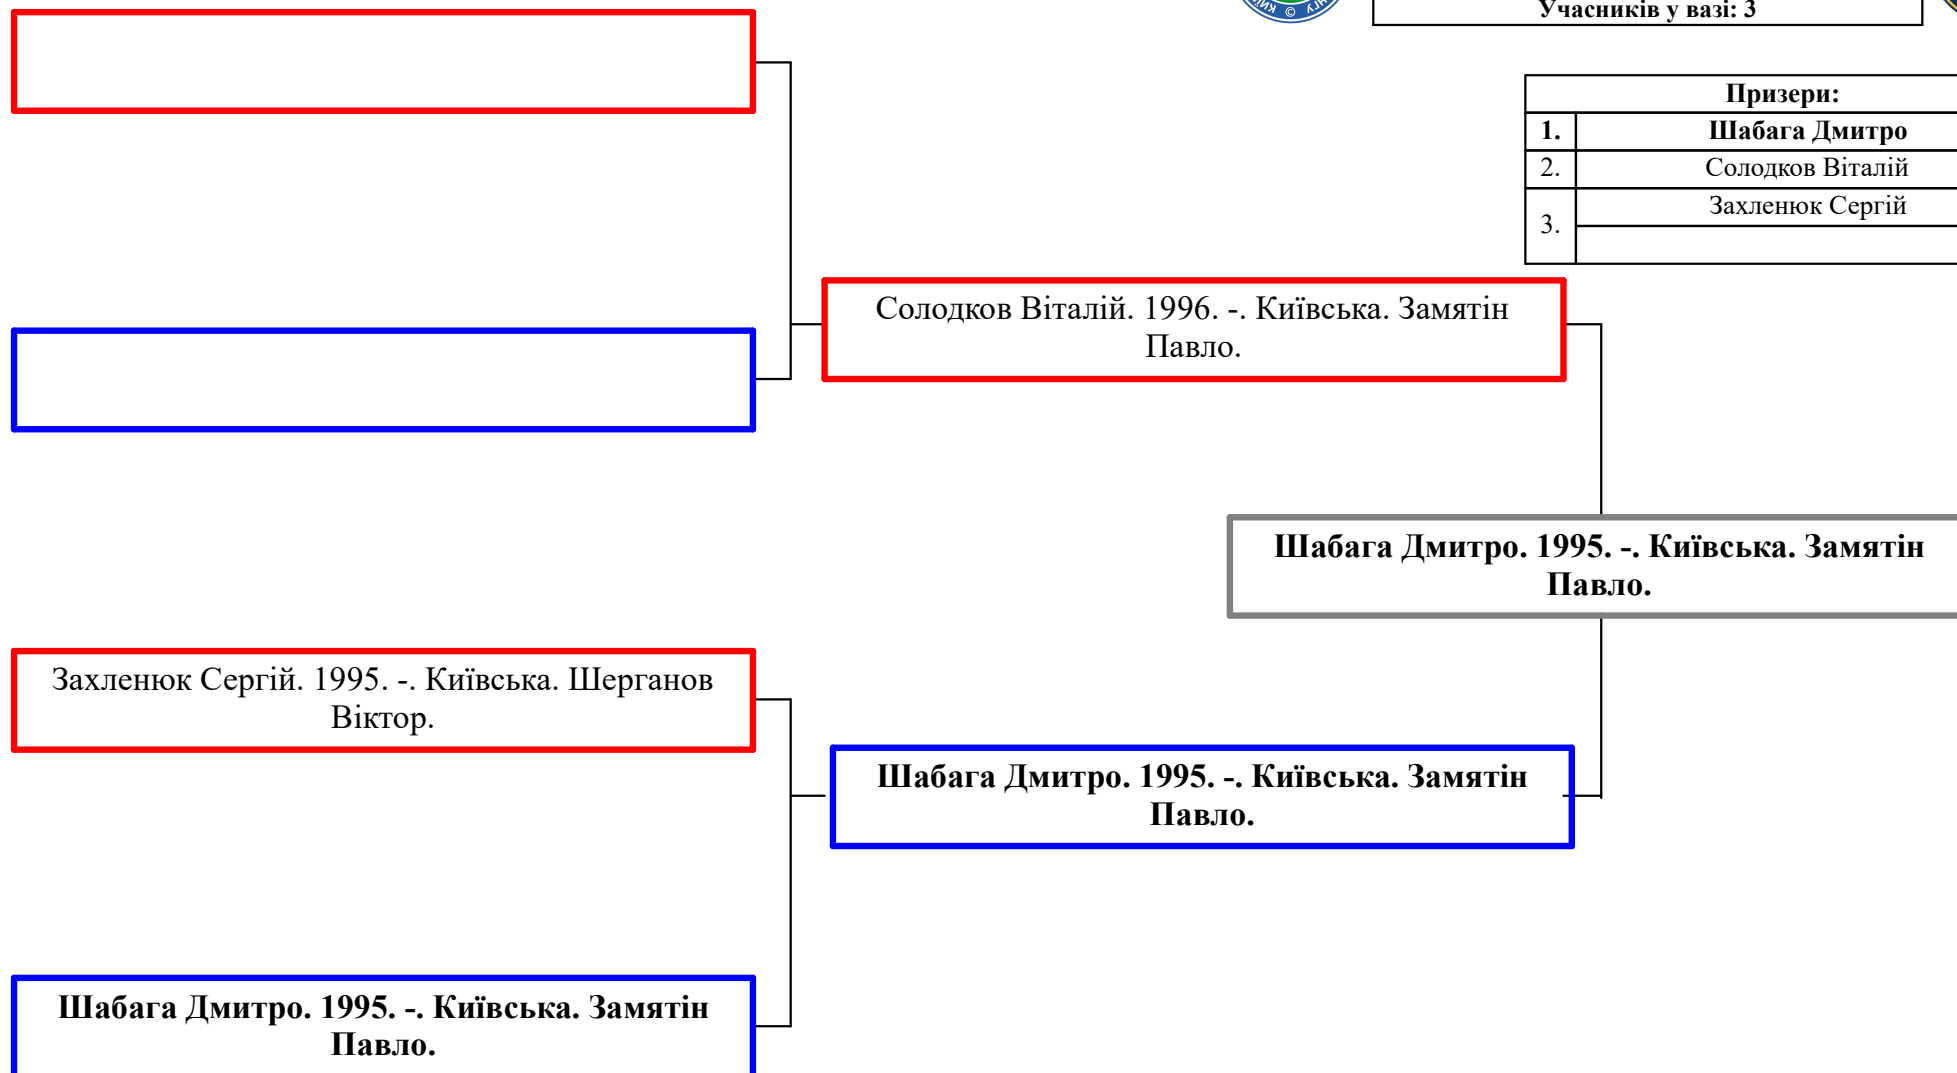 Учасників у вазі: 3
Призери:
1. Шабага Дмитро
2. Солодков Віталій
3. Захленюк Сергій
Солодков Віталій. 1996. -. Київська. Замятін
Павло.
Шабага Дмитро. 1995. -. Київська. Замятін
Павло.
Захленюк Сергій. 1995. -. Київська. Шерганов
Віктор.
Шабага Дмитро. 1995. -. Київська. Замятін
Павло.
Шабага Дмитро. 1995. -. Київська. Замятін
Павло.